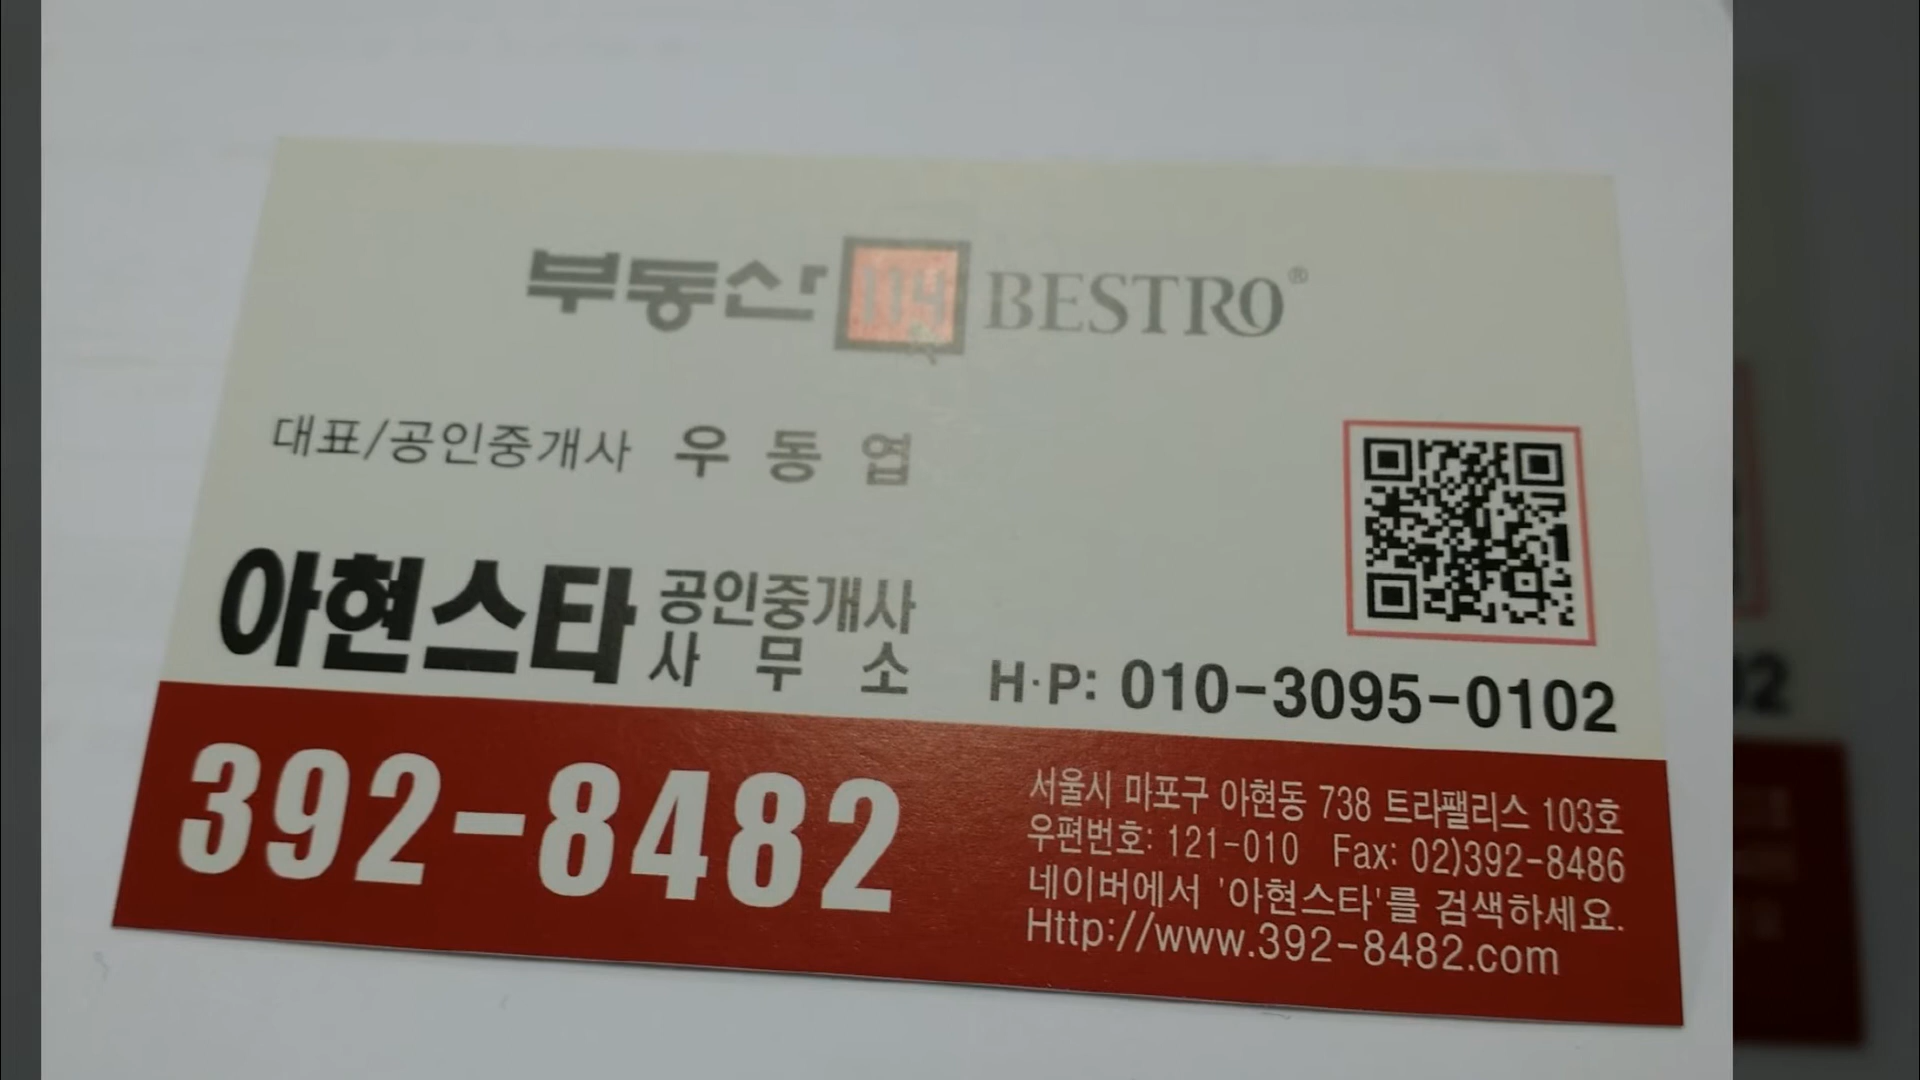 부동산 114 BESTRO®
대표/공인중개사 우 동 엽
아현스타 공인중개사
사 무 소
H·P: 010-3095-0102
392-8482
서울시 마포구 아현동 738 트라팰리스 103호
우편번호: 121-010 Fax: 02)392-8486
네이버에서 '아현스타'를 검색하세요.
Http://www.392-8482.com